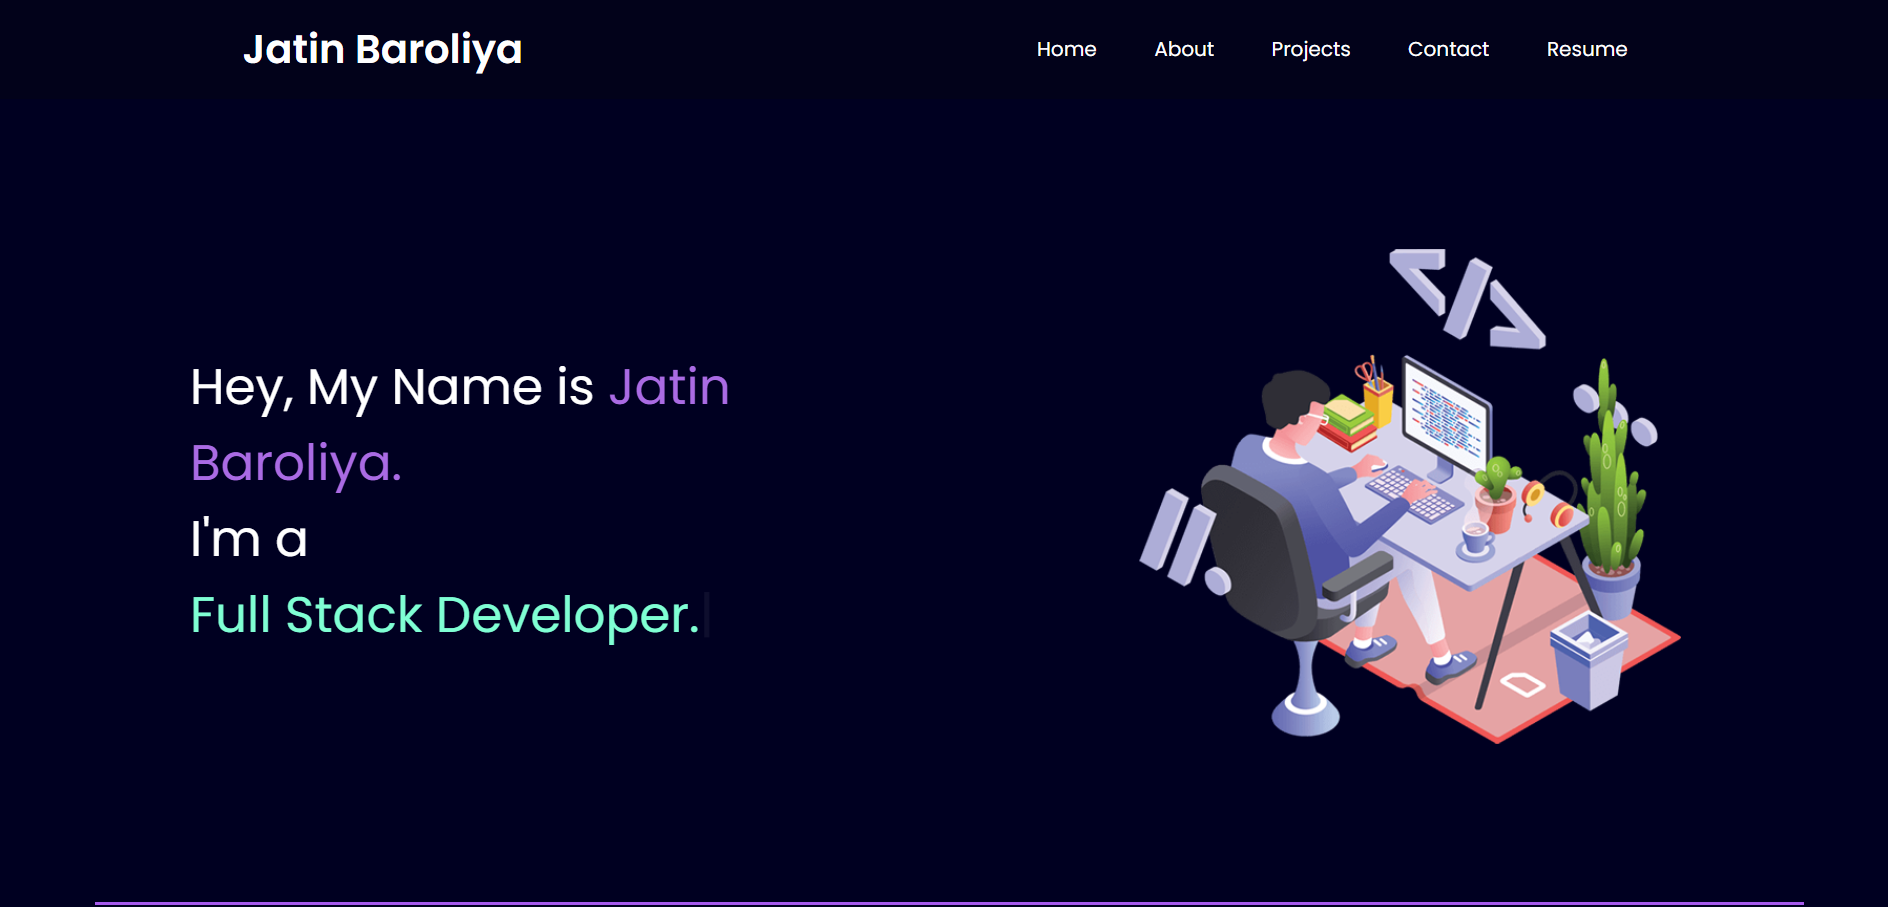 Jatin Baroliya
Home About Projects Contact Resume
Hey, My Name is Jatin
Baroliya.
I'm a
Full Stack Developer.